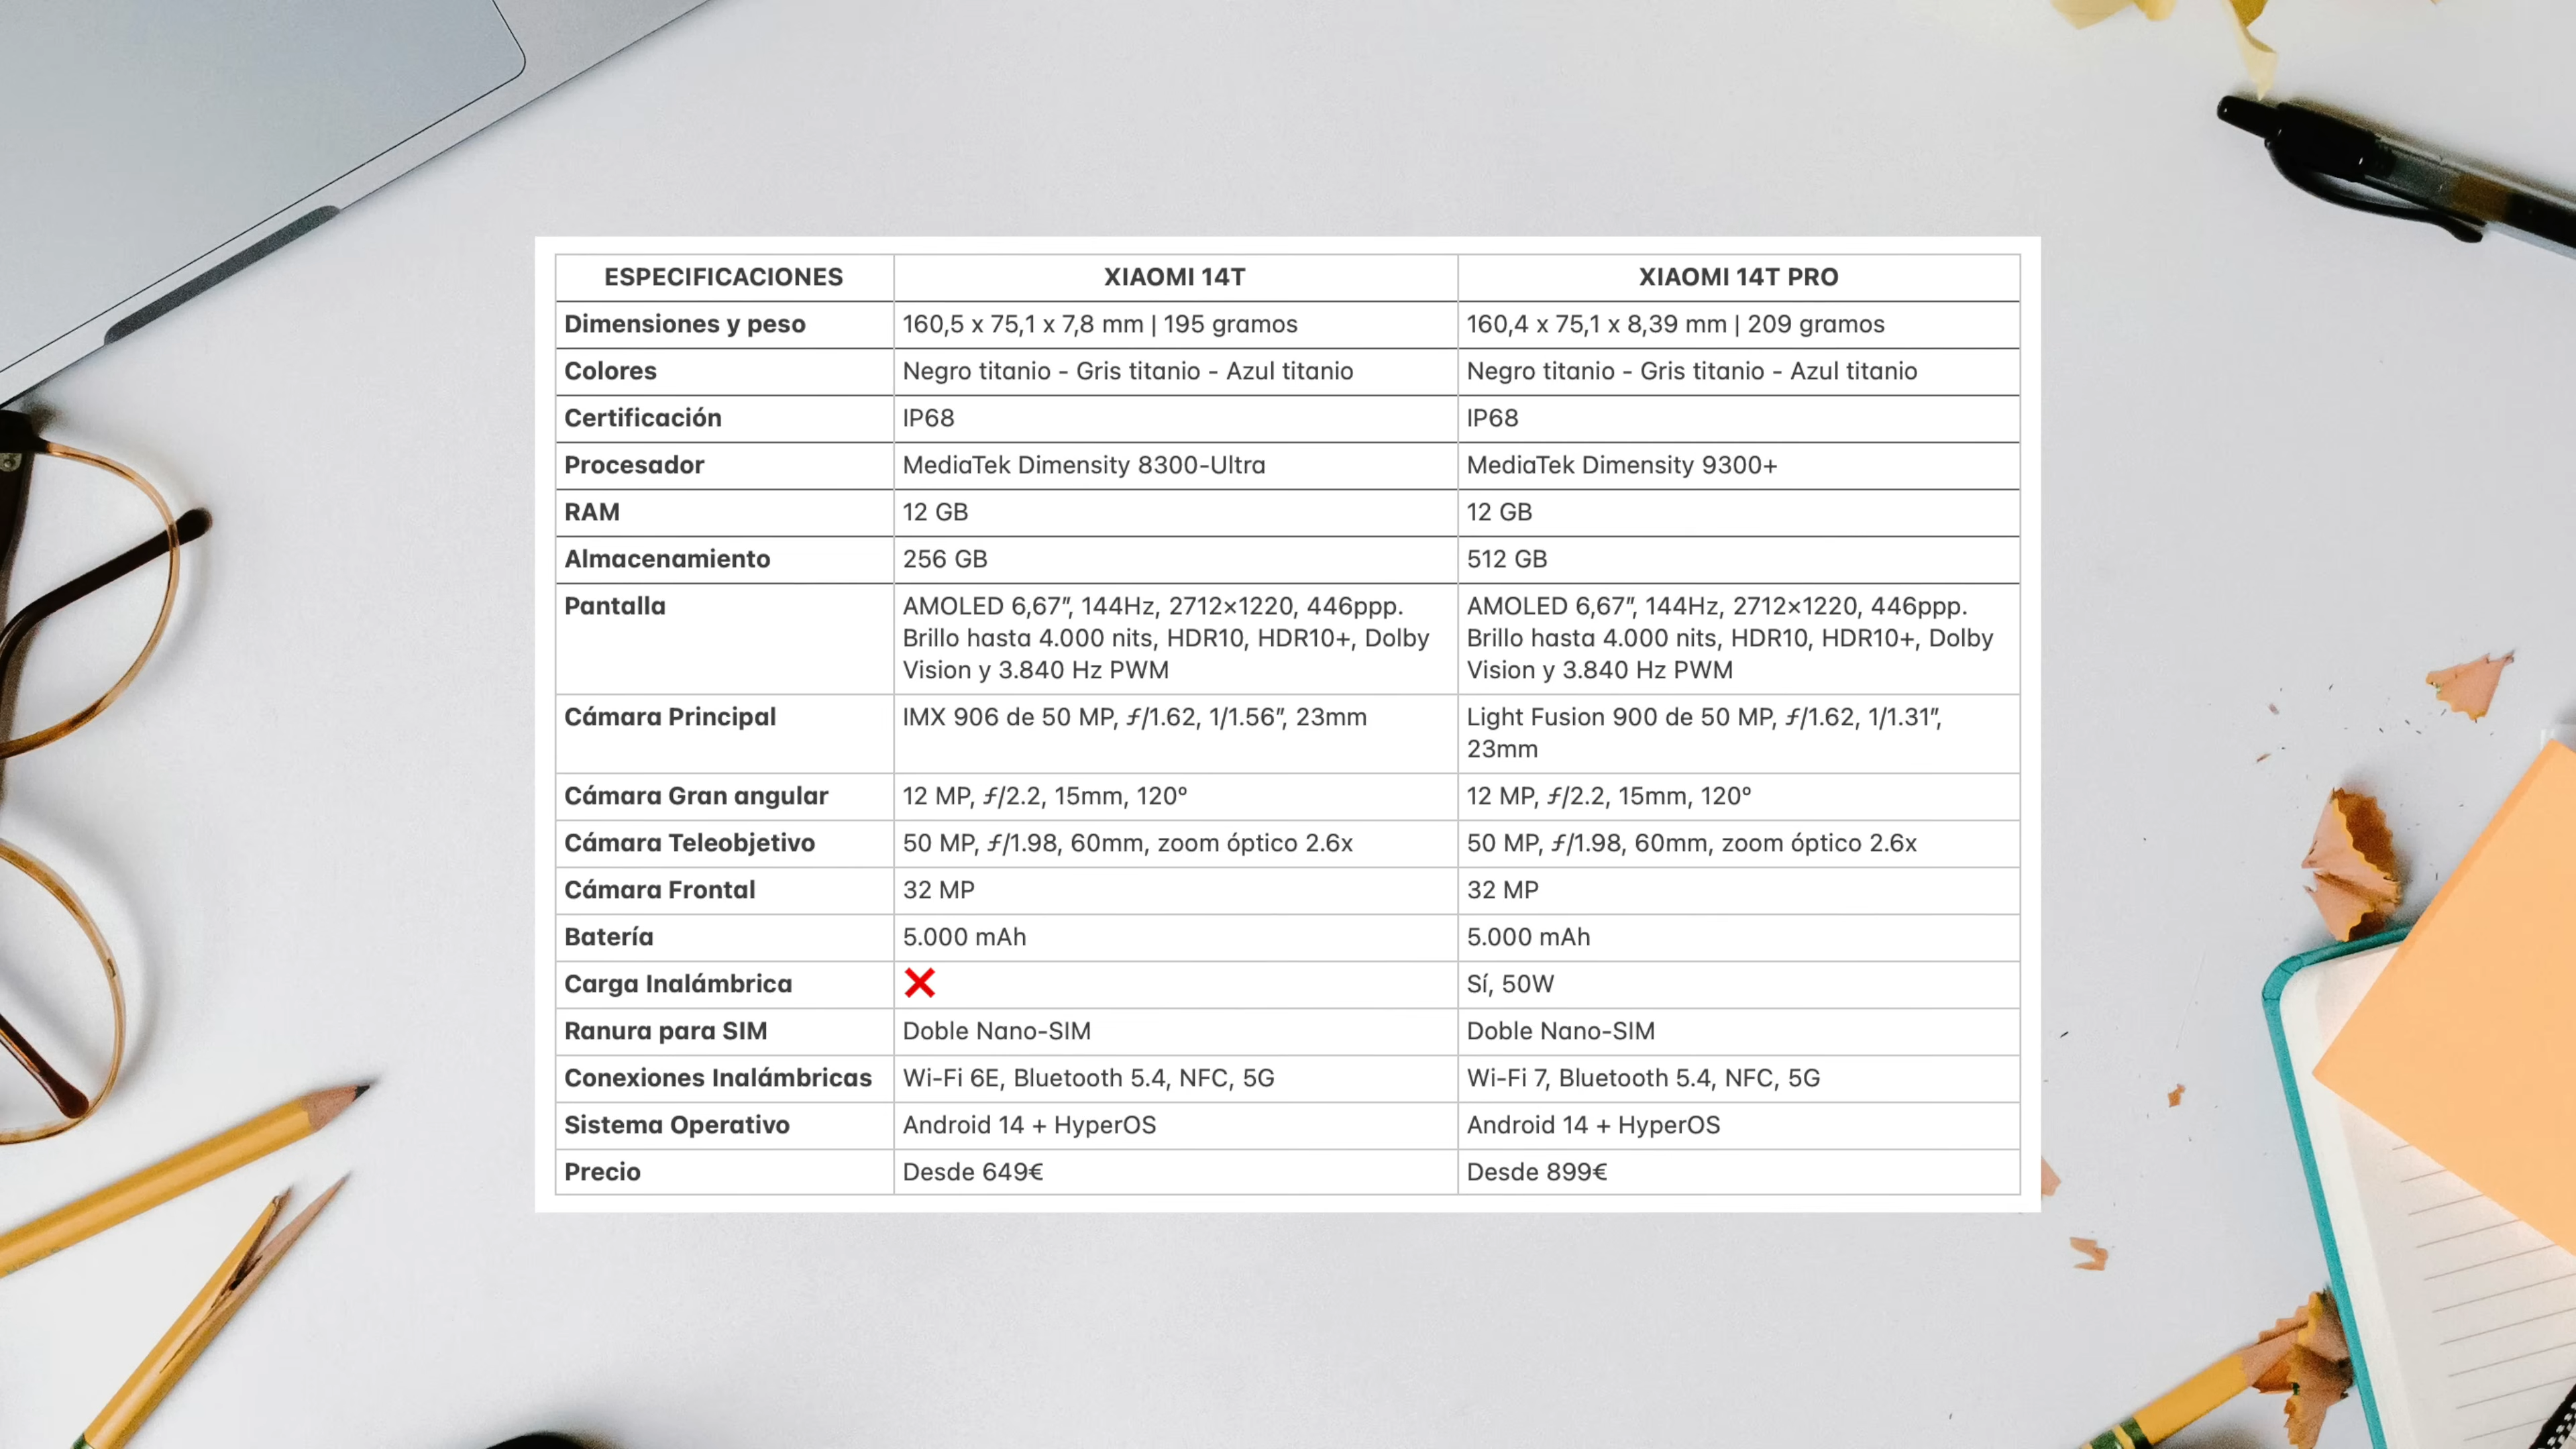 ESPECIFICACIONES XIAOMI 14T XIAOMI 14T PRO
Dimensiones y peso 160,5 x 75,1 x 7,8 mm | 195 gramos 160,4 x 75,1 x 8,39 mm | 209 gramos
Colores Negro titanio - Gris titanio - Azul titanio Negro titanio - Gris titanio - Azul titanio
Certificación IP68 IP68
Procesador MediaTek Dimensity 8300-Ultra MediaTek Dimensity 9300+
RAM 12 GB 12 GB
Almacenamiento 256 GB 512 GB
Pantalla AMOLED 6,67”, 144Hz, 2712×1220, 446ppp. AMOLED 6,67”, 144Hz, 2712×1220, 446ppp.
Brillo hasta 4.000 nits, HDR10, HDR10+, Dolby Brillo hasta 4.000 nits, HDR10, HDR10+, Dolby
Vision y 3.840 Hz PWM Vision y 3.840 Hz PWM
Cámara Principal IMX 906 de 50 MP, ƒ/1.62, 1/1.56”, 23mm Light Fusion 900 de 50 MP, ƒ/1.62, 1/1.31”,
23mm
Cámara Gran angular 12 MP, ƒ/2.2, 15mm, 120º 12 MP, ƒ/2.2, 15mm, 120º
Cámara Teleobjetivo 50 MP, ƒ/1.98, 60mm, zoom óptico 2.6x 50 MP, ƒ/1.98, 60mm, zoom óptico 2.6x
Cámara Frontal 32 MP 32 MP
Batería 5.000 mAh 5.000 mAh
Carga Inalámbrica ❌ Sí, 50W
Ranura para SIM Doble Nano-SIM Doble Nano-SIM
Conexiones Inalámbricas Wi-Fi 6E, Bluetooth 5.4, NFC, 5G Wi-Fi 7, Bluetooth 5.4, NFC, 5G
Sistema Operativo Android 14 + HyperOS Android 14 + HyperOS
Precio Desde 649€ Desde 899€